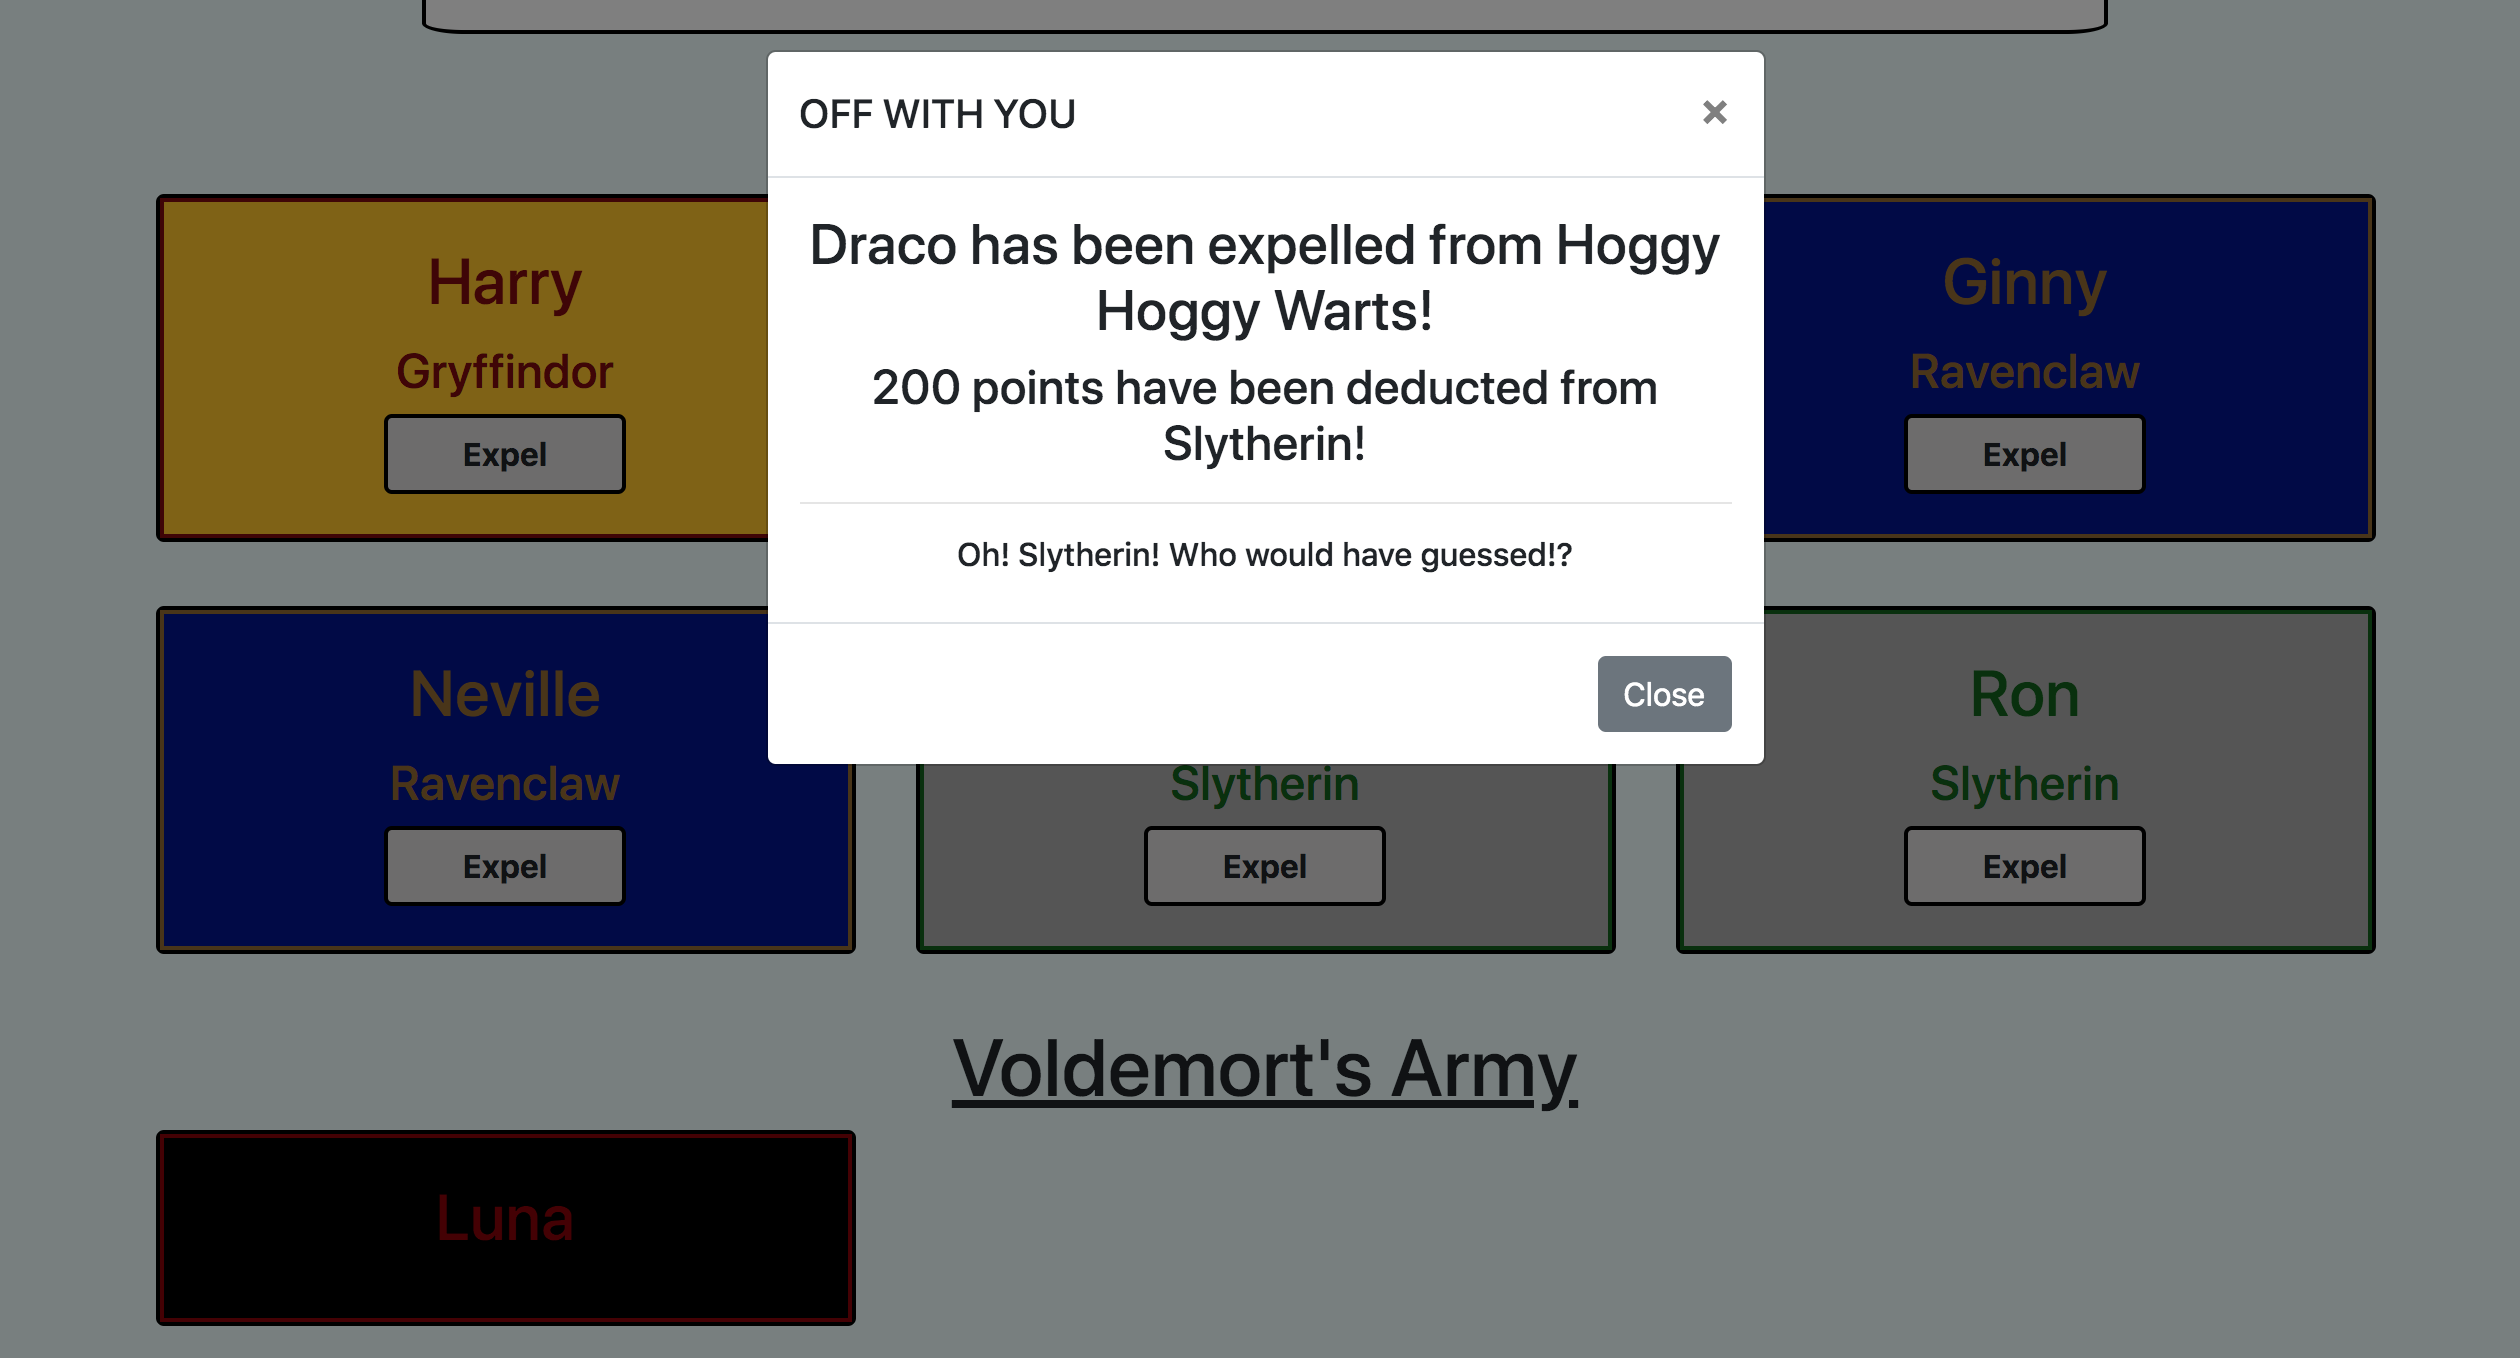 OFF WITH YOU ×
Draco has been expelled from Hoggy
Hoggy Warts!
200 points have been deducted from
Slytherin!
Oh! Slytherin! Who would have guessed!?
Close
Harry
Gryffindor
Expel
Ginny
Ravenclaw
Expel
Neville
Ravenclaw
Expel
Slytherin
Expel
Ron
Slytherin
Expel
Voldemort's Army
Luna